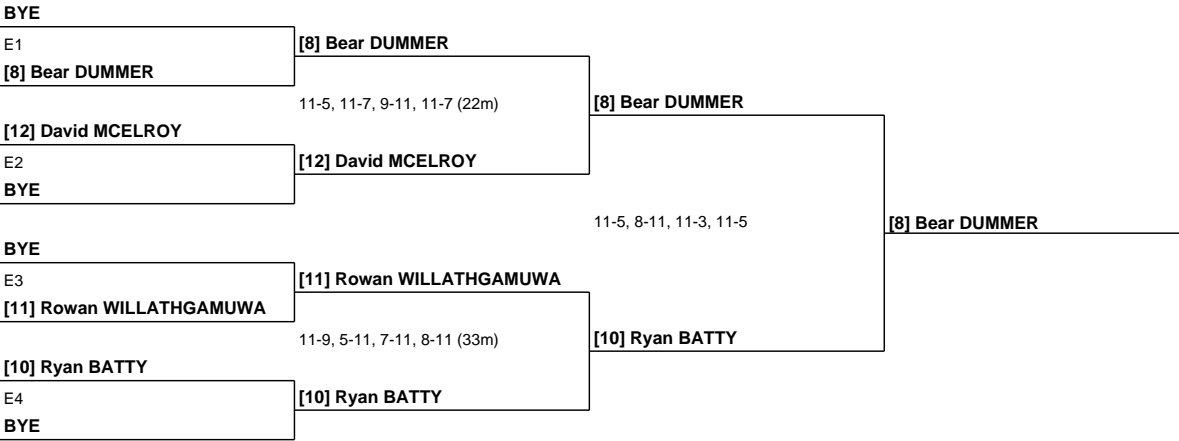 BYE
E1
[8] Bear DUMMER
[8] Bear DUMMER
11-5, 11-7, 9-11, 11-7 (22m)
[8] Bear DUMMER
[12] David MCELROY
E2
[12] David MCELROY
BYE
11-5, 8-11, 11-3, 11-5
[8] Bear DUMMER
BYE
E3
[11] Rowan WILLATHGAMUWA
[11] Rowan WILLATHGAMUWA
11-9, 5-11, 7-11, 8-11 (33m)
[10] Ryan BATTY
[10] Ryan BATTY
E4
[10] Ryan BATTY
BYE